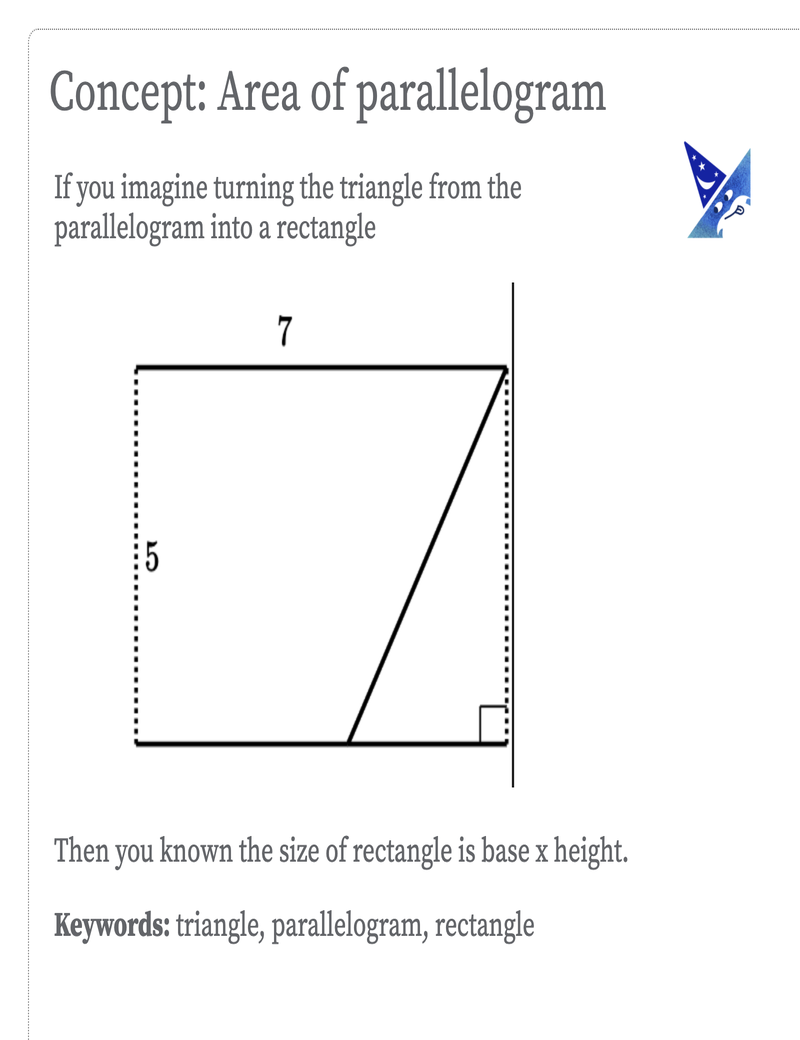 Concept: Area of parallelogram
If you imagine turning the triangle from the
parallelogram into a rectangle
7
5
Then you known the size of rectangle is base x height.
Keywords: triangle, parallelogram, rectangle